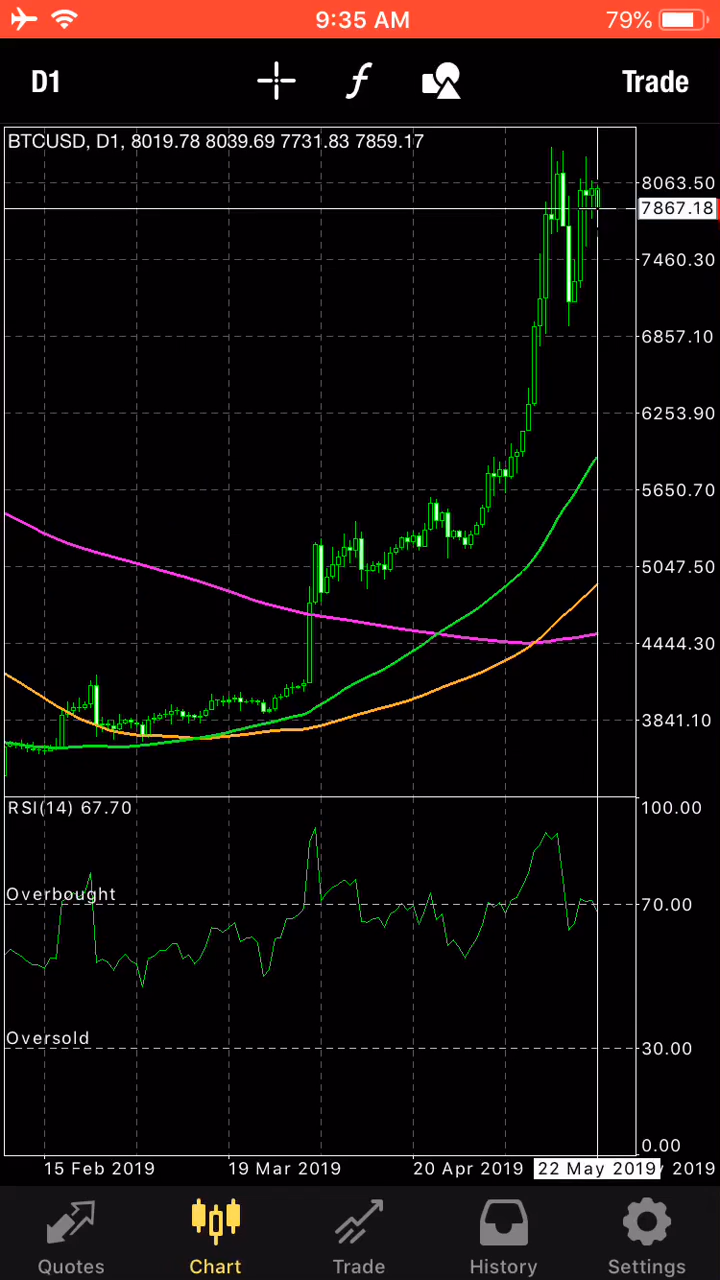 9:35 AM 79%
D1 f Trade
BTCUSD, D1, 8019.78 8039.69 7731.83 7859.17
8063.50
7867.18
7460.30
6857.10
6253.90
5650.70
5047.50
4444.30
3841.10
RSI(14) 67.70
100.00
Overbought
70.00
Oversold
30.00
0.00
15 Feb 2019 19 Mar 2019 20 Apr 2019 22 May 2019 2019
Quotes Chart Trade History Settings